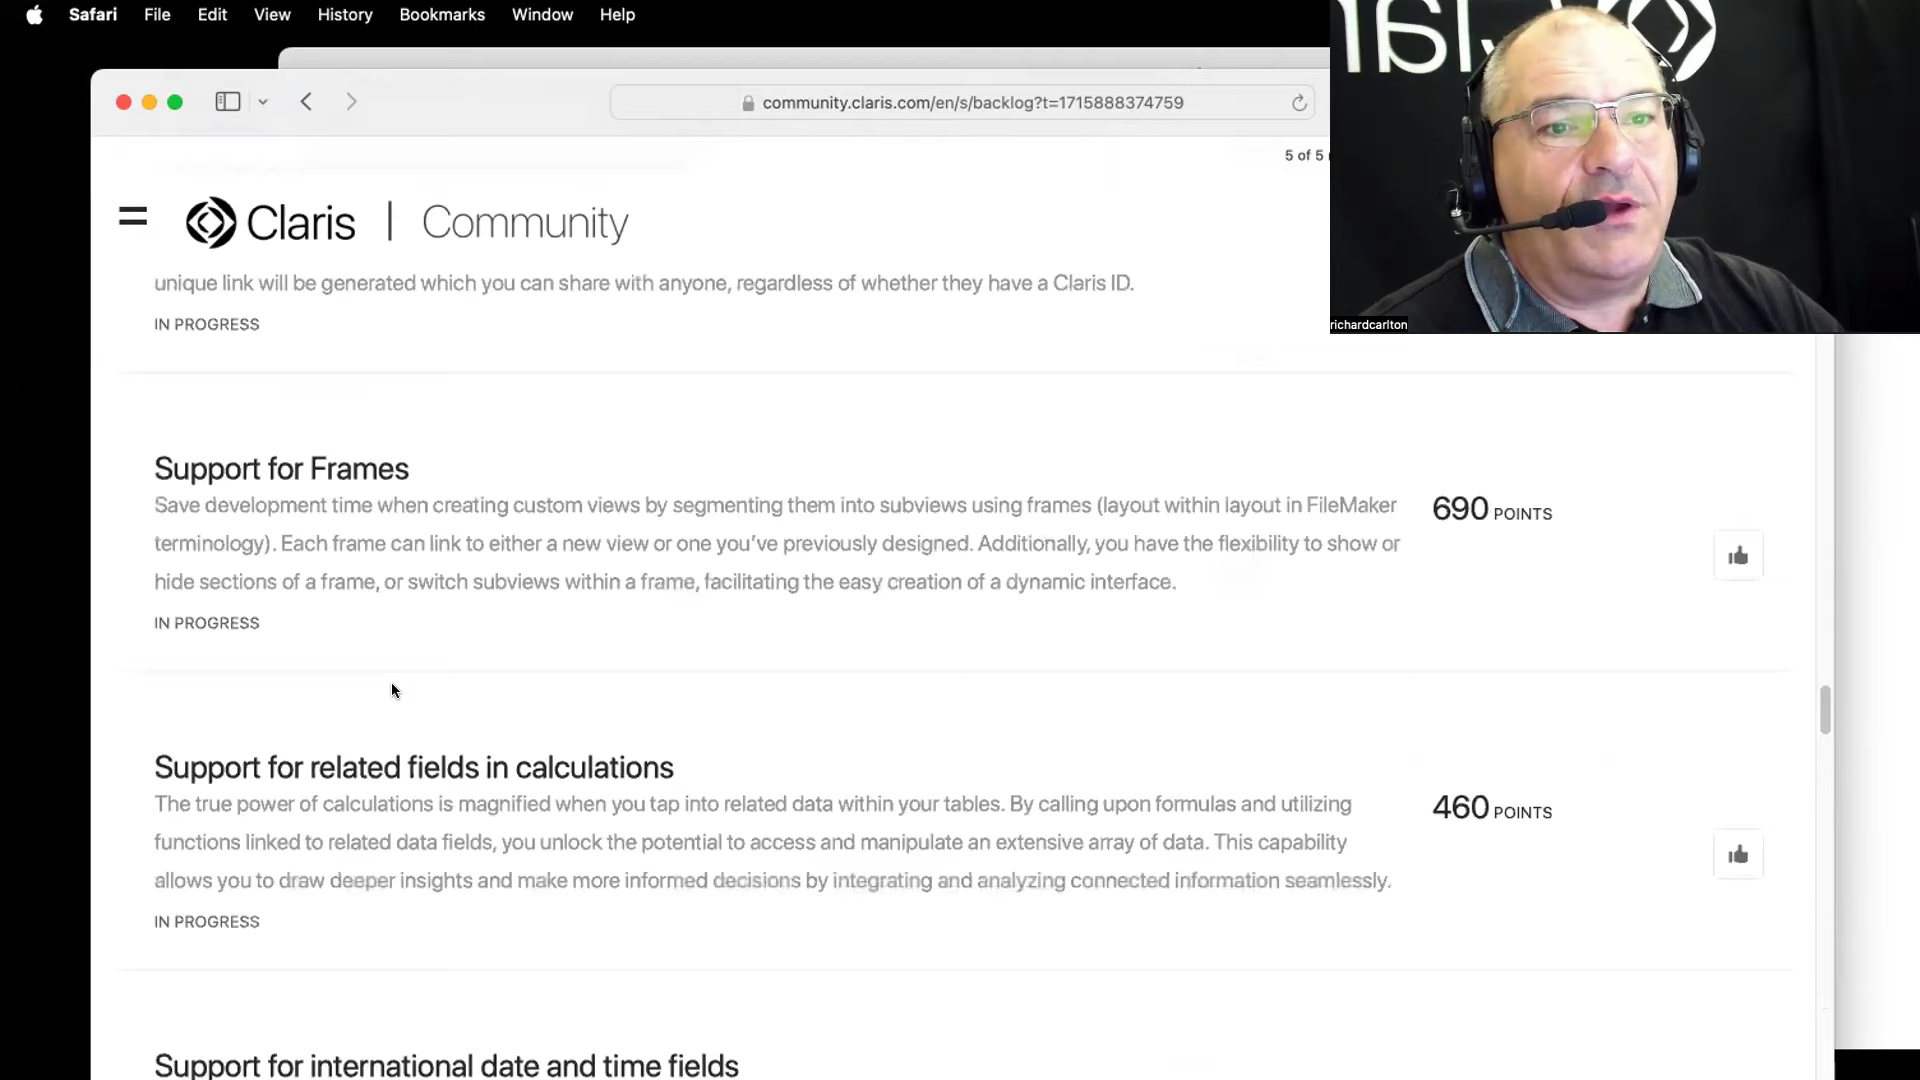 Safari File Edit View History Bookmarks Window Help
community.claris.com/en/s/backlog?t=1715888374759
5 of 5
Claris | Community
unique link will be generated which you can share with anyone, regardless of whether they have a Claris ID.
IN PROGRESS
richardcarlton
Support for Frames
Save development time when creating custom views by segmenting them into subviews using frames (layout within layout in FileMaker
terminology). Each frame can link to either a new view or one you've previously designed. Additionally, you have the flexibility to show or
hide sections of a frame, or switch subviews within a frame, facilitating the easy creation of a dynamic interface.
690 POINTS
IN PROGRESS
Support for related fields in calculations
The true power of calculations is magnified when you tap into related data within your tables. By calling upon formulas and utilizing
functions linked to related data fields, you unlock the potential to access and manipulate an extensive array of data. This capability
allows you to draw deeper insights and make more informed decisions by integrating and analyzing connected information seamlessly.
460 POINTS
IN PROGRESS
Support for international date and time fields